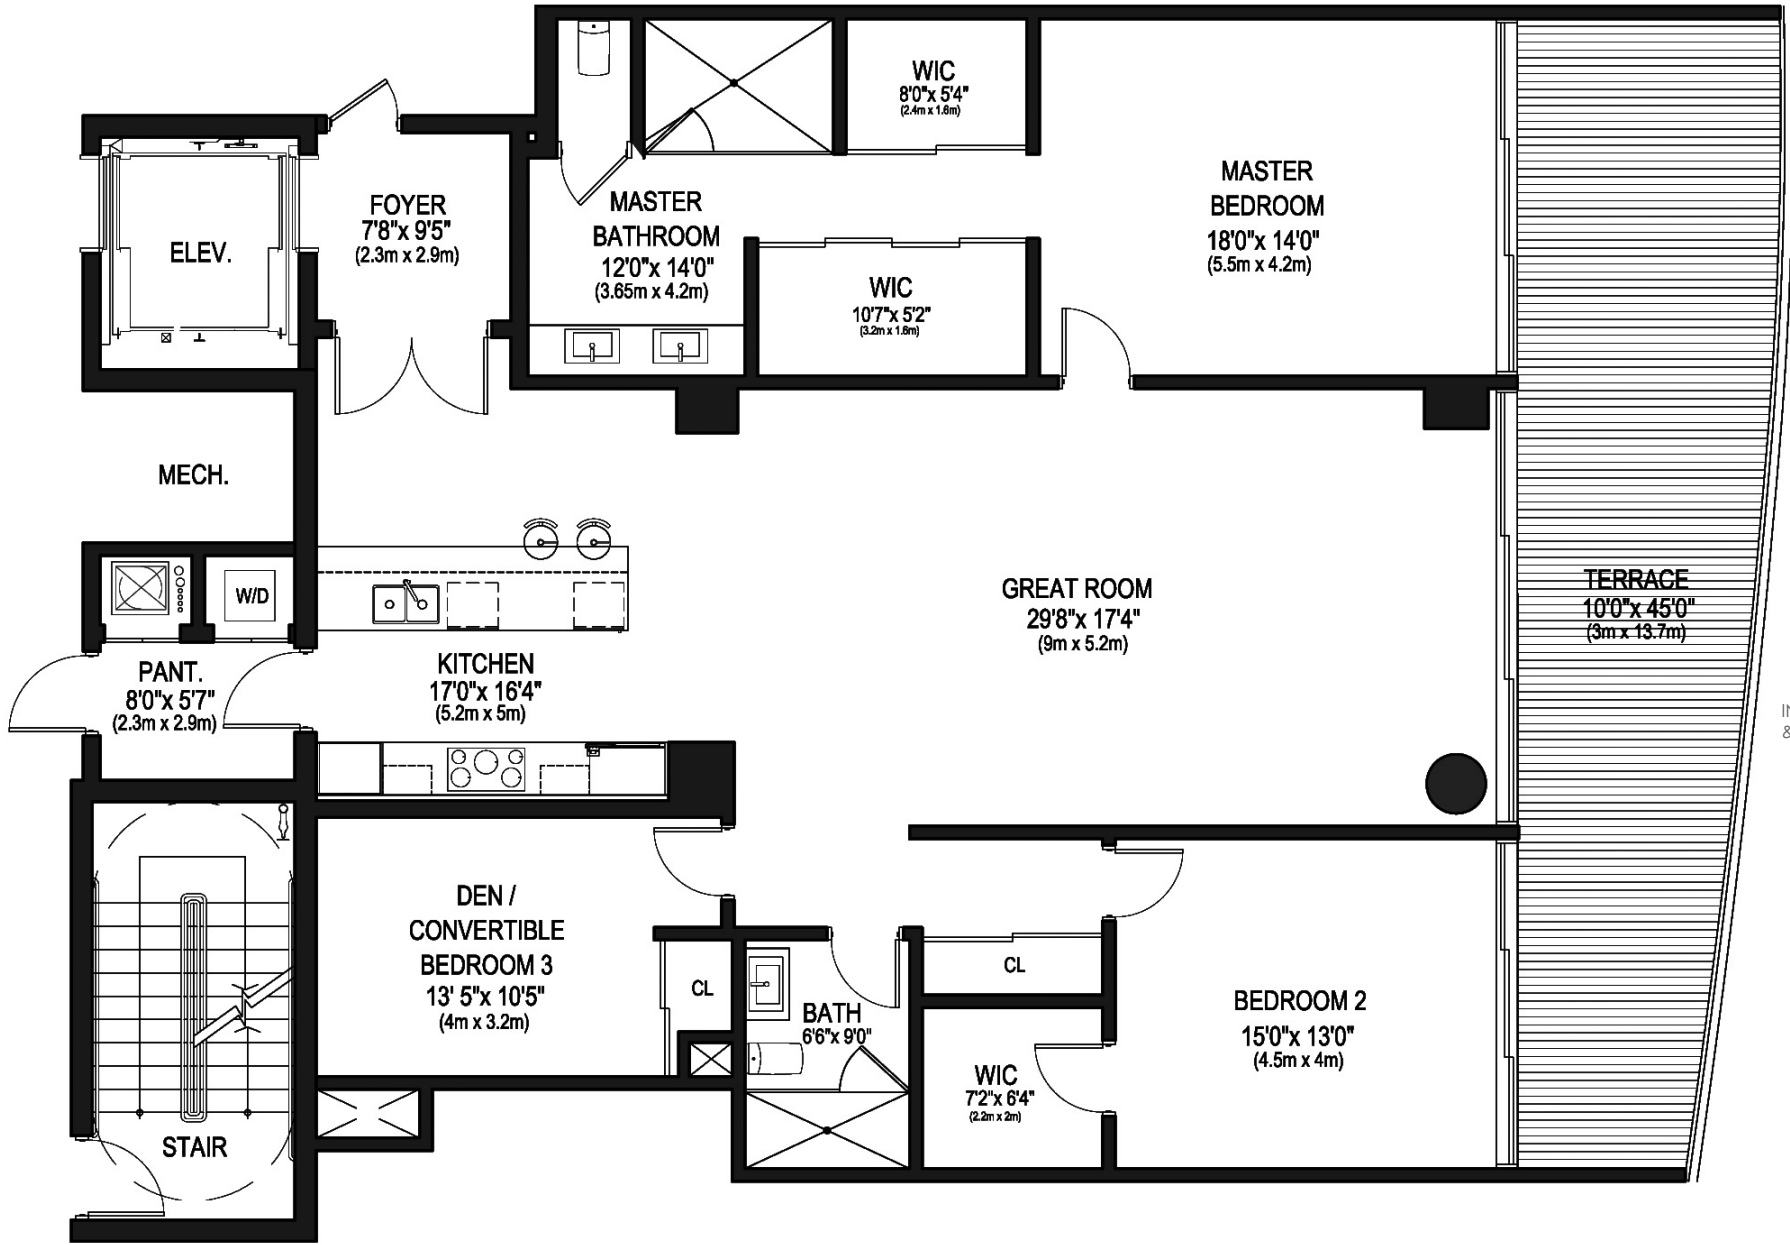 WIC
8'0"x 5'4"
(2.4m x 1.6m)
MASTER
BEDROOM
18'0"x 14'0"
(5.5m x 4.2m)
FOYER
7'8"x 9'5"
(2.3m x 2.9m)
MASTER
BATHROOM
12'0"x 14'0"
(3.65m x 4.2m)
ELEV.
WIC
10'7"x 5'2"
(3.2m x 1.6m)
MECH.
W/D
GREAT ROOM
29'8"x 17'4"
(9m x 5.2m)
TERRACE
10'0"x 45'0"
(3m x 13.7m)
PANT.
8'0"x 5'7"
(2.3m x 2.9m)
KITCHEN
17'0"x 16'4"
(5.2m x 5m)
IN
&
DEN /
CONVERTIBLE
BEDROOM 3
13' 5"x 10'5"
(4m x 3.2m)
CL
CL
BATH
6'6"x 9'0"
BEDROOM 2
15'0"x 13'0"
(4.5m x 4m)
WIC
7'2"x 6'4"
(2.2m x 2m)
STAIR